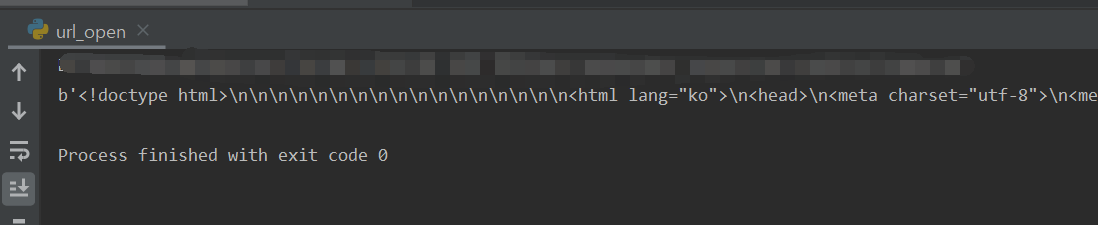 url_open
b'<!doctype html>\n\n\n\n\n\n\n\n\n\n\n\n\n\n\n\n\n\n<html lang="ko">\n<head>\n<meta charset="utf-8">\n<me
Process finished with exit code 0